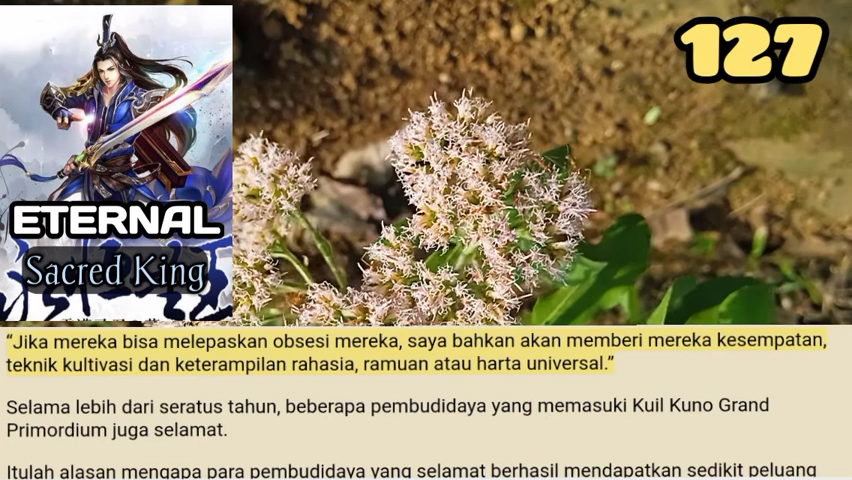 127
ETERNAL
Sacred King
“Jika mereka bisa melepaskan obsesi mereka, saya bahkan akan memberi mereka kesempatan,
teknik kultivasi dan keterampilan rahasia, ramuan atau harta universal.”
Selama lebih dari seratus tahun, beberapa pembudidaya yang memasuki Kuil Kuno Grand
Primordium juga selamat.
Itulah alasan mengapa para pembudidaya yang selamat berhasil mendapatkan sedikit peluang